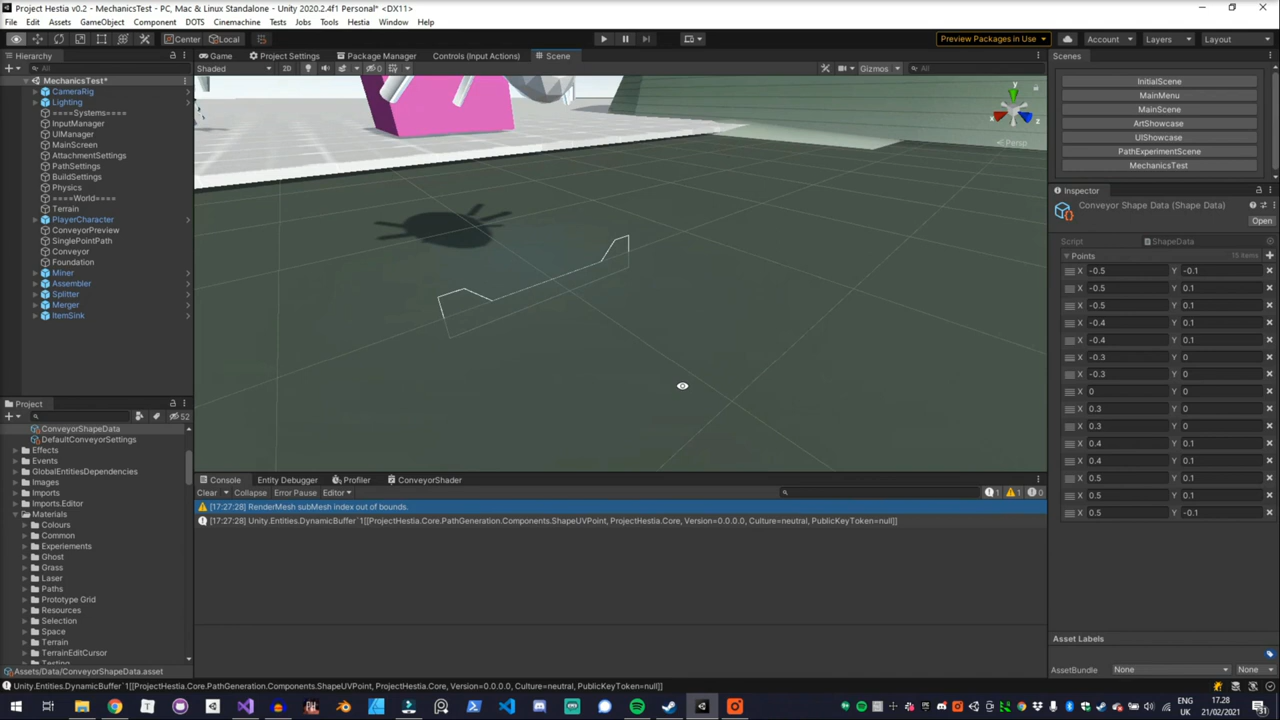 Project Hestia v0.2 - MechanicsTest - PC, Mac & Linux Standalone - Unity 2020.2.4f1 Personal* <DX11>
File Edit Assets GameObject Component DOTS Cinemachine Tests Jobs Tools Hestia Window Help
Center Local Preview Packages in Use Account Layers Layout
Hierarchy Game Project Settings Package Manager Controls (Input Actions) Scene Scenes
All Shaded 2D 0 Gizmos All
MechanicsTest*
CameraRig
Lighting
====Systems====
InputManager
UIManager
MainScreen
AttachmentSettings
PathSettings
BuildSettings
Physics
====World====
Terrain
PlayerCharacter
ConveyorPreview
SinglePointPath
Conveyor
Foundation
Miner
Assembler
Splitter
Merger
ItemSink
y
x
z
Persp
InitialScene
MainMenu
MainScene
ArtShowcase
UIShowcase
PathExperimentScene
MechanicsTest
Inspector
Conveyor Shape Data (Shape Data)
Open
Script ShapeData
Points 15 items
X -0.5 Y -0.1
X -0.5 Y 0.1
X -0.5 Y 0.1
X -0.4 Y 0.1
X -0.4 Y 0.1
X -0.3 Y 0
X -0.3 Y 0
X 0 Y 0
X 0.3 Y 0
X 0.3 Y 0
X 0.4 Y 0.1
X 0.4 Y 0.1
X 0.5 Y 0.1
X 0.5 Y 0.1
X 0.5 Y -0.1
Asset Labels
AssetBundle None None
Project
52
ConveyorShapeData
DefaultConveyorSettings
Effects
Events
GlobalEntitiesDependencies
Images
Imports
Imports.Editor
Materials
Colours
Common
Experiements
Ghost
Grass
Laser
Paths
Prototype Grid
Resources
Selection
Space
Terrain
TerrainEditCursor
Testing
Assets/Data/ConveyorShapeData.asset
Console Entity Debugger Profiler ConveyorShader
Clear Collapse Error Pause Editor 1 1 0
[17:27:28] RenderMesh subMesh index out of bounds.
[17:27:28] Unity.Entities.DynamicBuffer`1[[ProjectHestia.Core.PathGeneration.Components.ShapeUVPoint, ProjectHestia.Core, Version=0.0.0.0, Culture=neutral, PublicKeyToken=null]]
Unity.Entities.DynamicBuffer`1[[ProjectHestia.Core.PathGeneration.Components.ShapeUVPoint, ProjectHestia.Core, Version=0.0.0.0, Culture=neutral, PublicKeyToken=null]]
ENG
UK
17:28
21/02/2021